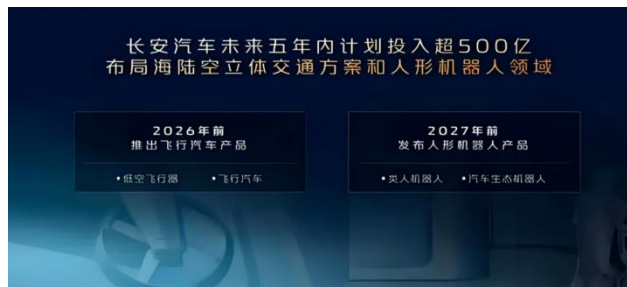 长安汽车未来五年内计划投入超500亿
布局海陆空立体交通方案和人形机器人领域
2026年前
推出飞行汽车产品
•低空飞行器 •飞行汽车
2027年前
发布人形机器人产品
•类人机器人 •汽车生态机器人